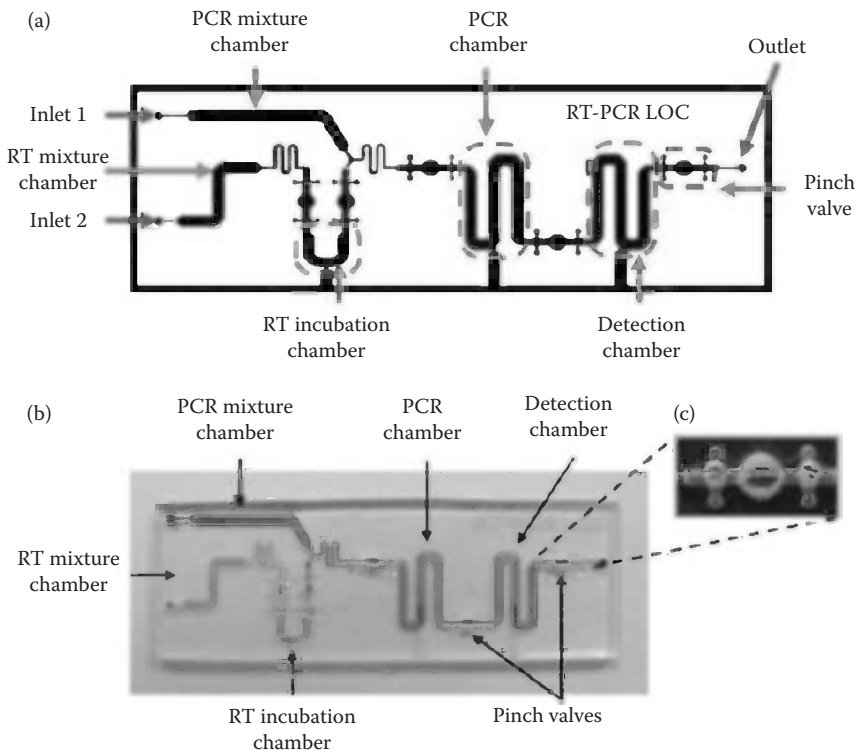 (a)
PCR mixture
chamber
PCR
chamber
Outlet
Inlet 1
RT-PCR LOC
RT mixture
chamber
Pinch
valve
Inlet 2
RT incubation
chamber
Detection
chamber
(b)
PCR mixture
chamber
PCR
chamber
Detection
chamber
(c)
RT mixture
chamber
RT incubation
chamber
Pinch valves